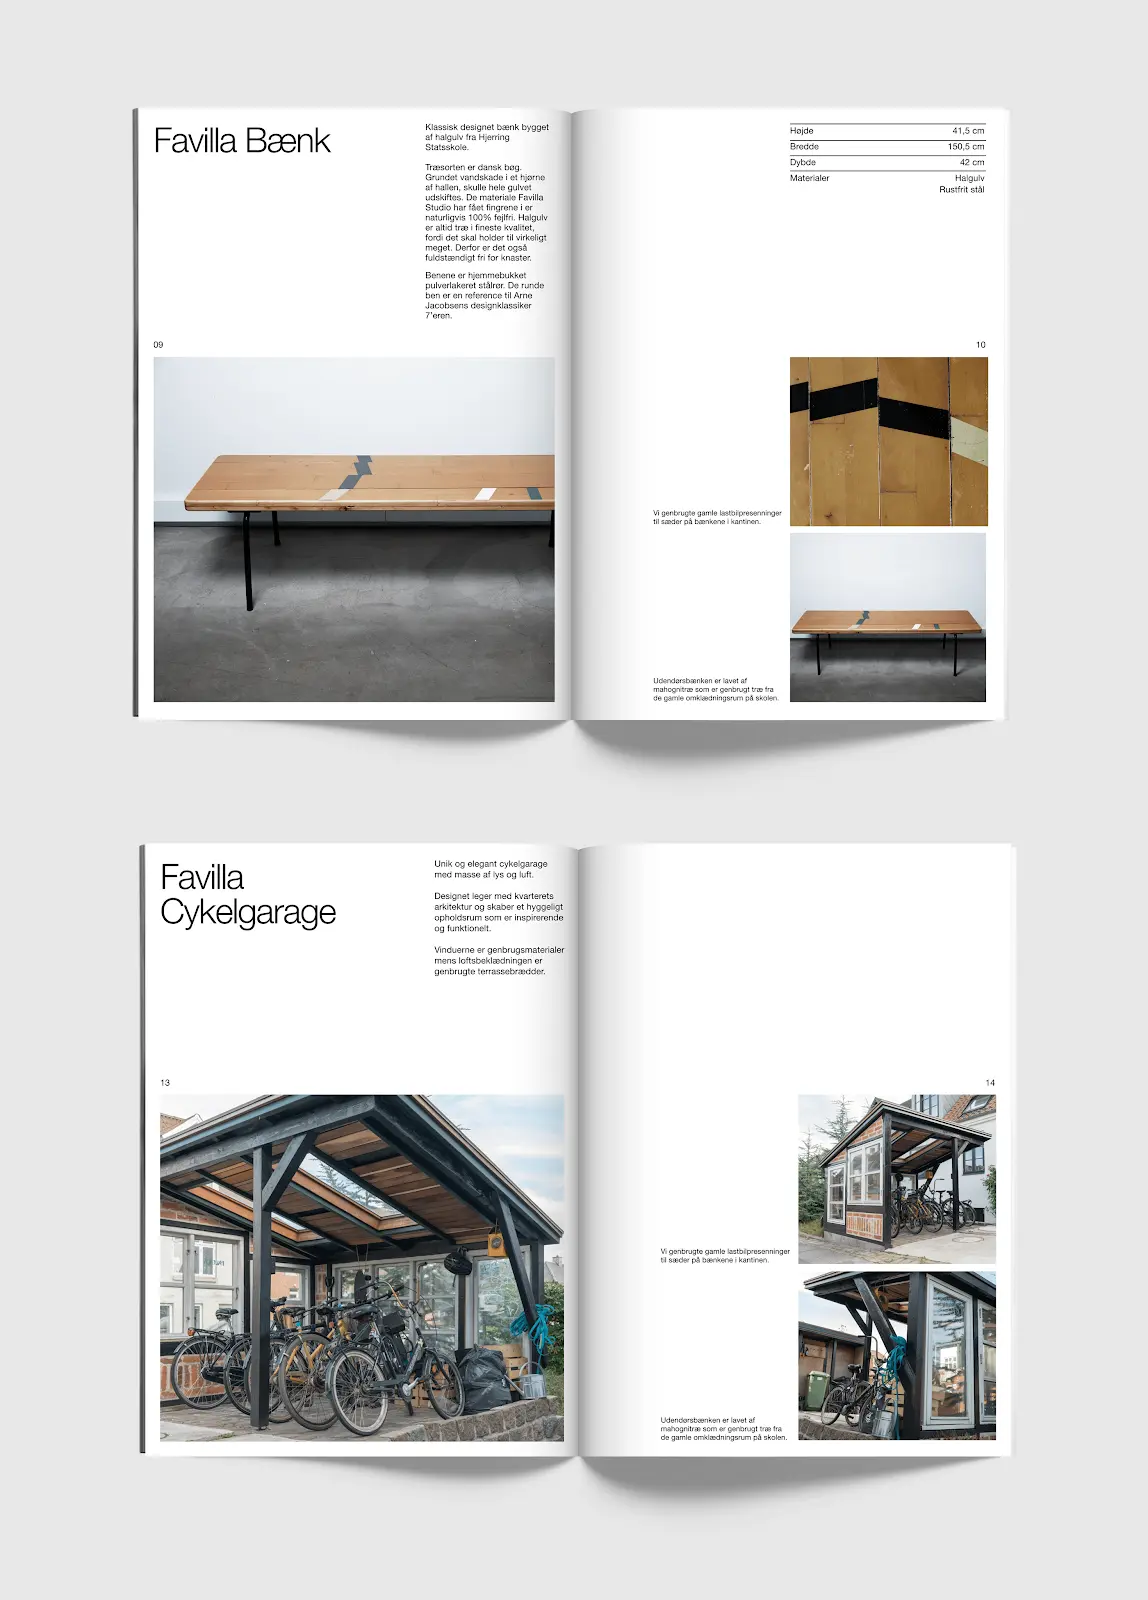 Favilla Bænk
Klassisk designet bænk bygget
af halgulv fra Hjerring
Statsskole.
Træsorten er dansk bøg.
Grundet vandskade i et hjørne
af hallen, skulle hele gulvet
udskiftes. De materiale Favilla
Studio har fået fingrene i er
naturligvis 100% fejlfri. Halgulv
er altid træ i fineste kvalitet,
fordi det skal holder til virkeligt
meget. Derfor er det også
fuldstændigt fri for knaster.
Benene er hjemmebukket
pulverlakeret stålrør. De runde
ben er en reference til Arne
Jacobsens designklassiker
7'eren.
09
Højde 41,5 cm
Bredde 150,5 cm
Dybde 42 cm
Materialer Halgulv
Rustfrit stål
10
Vi genbrugte gamle lastbilpresenninger
til sæder på bænkene i kantinen.
Udendørsbænken er lavet af
mahognitræ som er genbrugt træ fra
de gamle omklædningsrum på skolen.
Favilla
Cykelgarage
Unik og elegant cykelgarage
med masse af lys og luft.
Designet leger med kvarterets
arkitektur og skaber et hyggeligt
opholdsrum som er inspirerende
og funktionelt.
Vinduerne er genbrugsmaterialer
mens loftsbeklædningen er
genbrugte terrassebrædder.
13
14
Vi genbrugte gamle lastbilpresenninger
til sæder på bænkene i kantinen.
Udendørsbænken er lavet af
mahognitræ som er genbrugt træ fra
de gamle omklædningsrum på skolen.